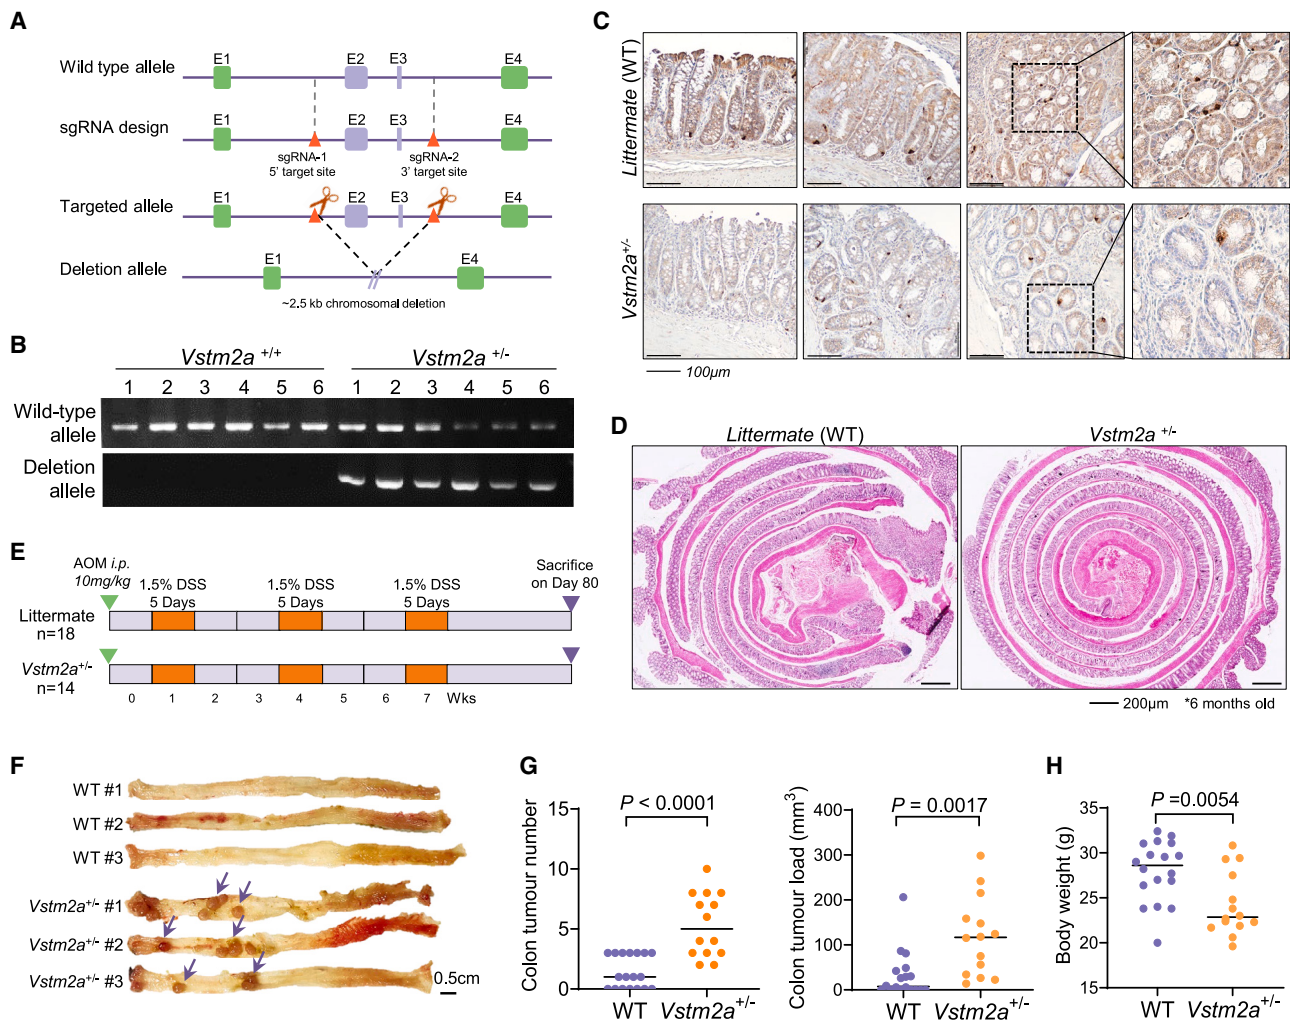 A
Wild type allele
E1
E2
E3
E4
sgRNA design
E1
E2
E3
E4
sgRNA-1
5' target site
sgRNA-2
3' target site
Targeted allele
E1
E2
E3
E4
Deletion allele
E1
E4
~2.5 kb chromosomal deletion
B
Vstm2a +/+
Vstm2a +/-
1 2 3 4 5 6 1 2 3 4 5 6
Wild-type
allele
Deletion
allele
C
Littermate (WT)
Vstm2a+/-
100µm
D
Littermate (WT)
Vstm2a +/-
200µm
*6 months old
E
AOM i.p.
10mg/kg
1.5% DSS
5 Days
1.5% DSS
5 Days
1.5% DSS
5 Days
Sacrifice
on Day 80
Littermate
n=18
Vstm2a+/-
n=14
0 1 2 3 4 5 6 7 Wks
F
WT #1
WT #2
WT #3
Vstm2a+/- #1
Vstm2a+/- #2
Vstm2a+/- #3
0.5cm
G
P < 0.0001
Colon tumour number
15
10
5
0
WT
Vstm2a+/-
P = 0.0017
Colon tumour load (mm3)
400
300
200
100
0
WT
Vstm2a+/-
H
P =0.0054
Body weight (g)
35
30
25
20
15
WT
Vstm2a+/-